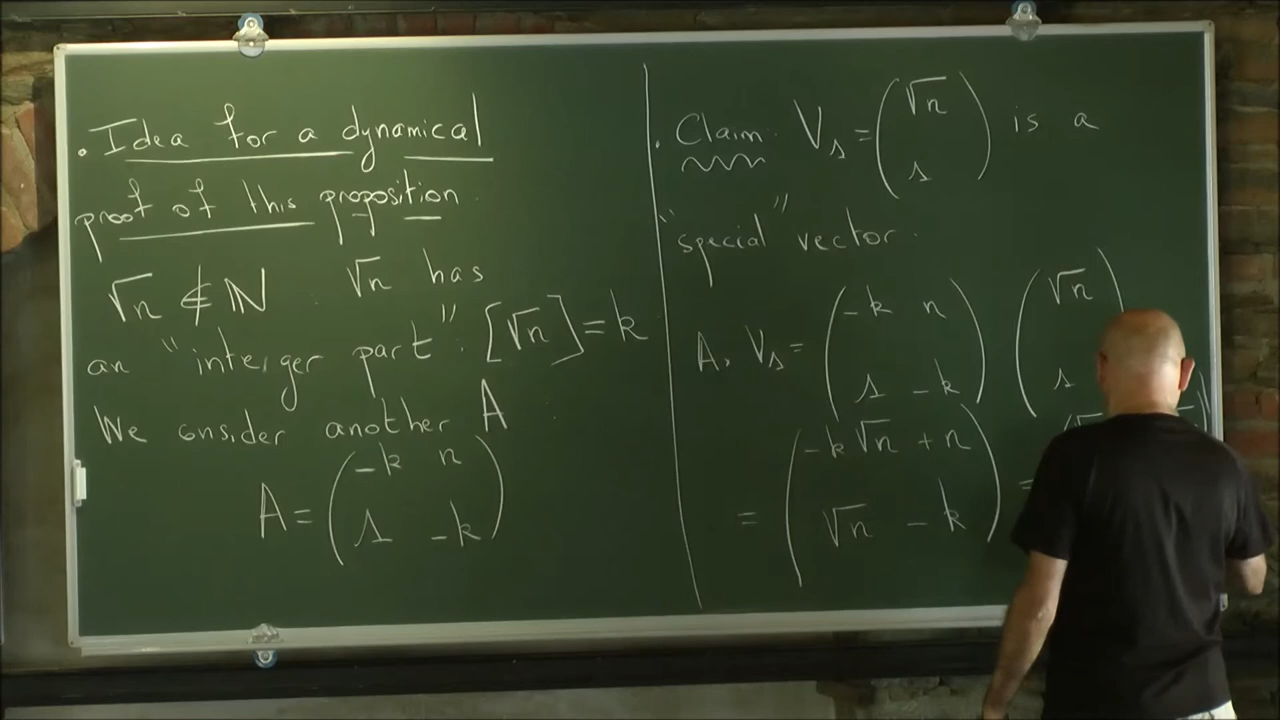 . Idea for a dynamical
proof of this proposition.
√n ∉ ℕ. √n has
an "interger part": [√n] = k
We consider another A
A = ( -k n
1 -k )
. Claim: V₁ = ( √n
1 ) is a
"special" vector.
A. V₁ = ( -k n
1 -k ) ( √n
1
= ( -k√n + n
√n - k ) =